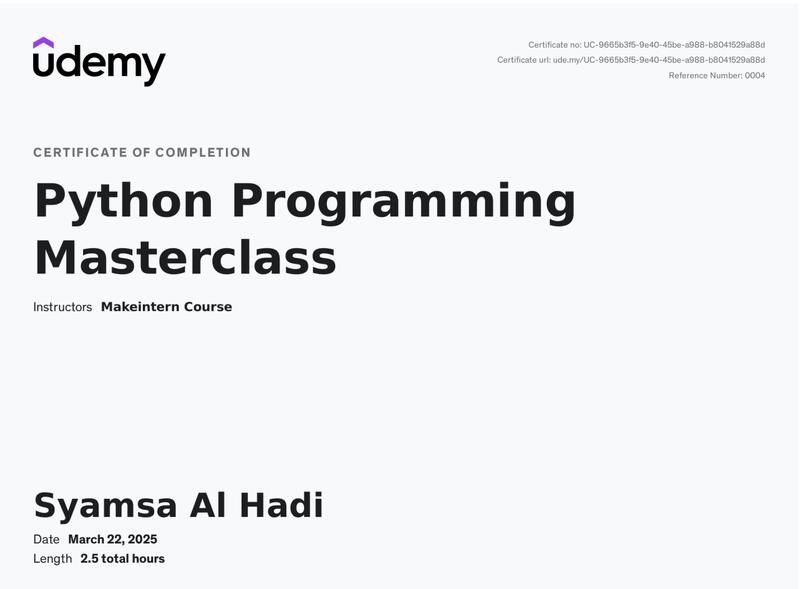 udemy
Certificate no: UC-9665b3f5-9e40-45be-a988-b8041529a88d
Certificate url: ude.my/UC-9665b3f5-9e40-45be-a988-b8041529a88d
Reference Number: 0004
CERTIFICATE OF COMPLETION
Python Programming
Masterclass
Instructors Makeintern Course
Syamsa Al Hadi
Date March 22, 2025
Length 2.5 total hours